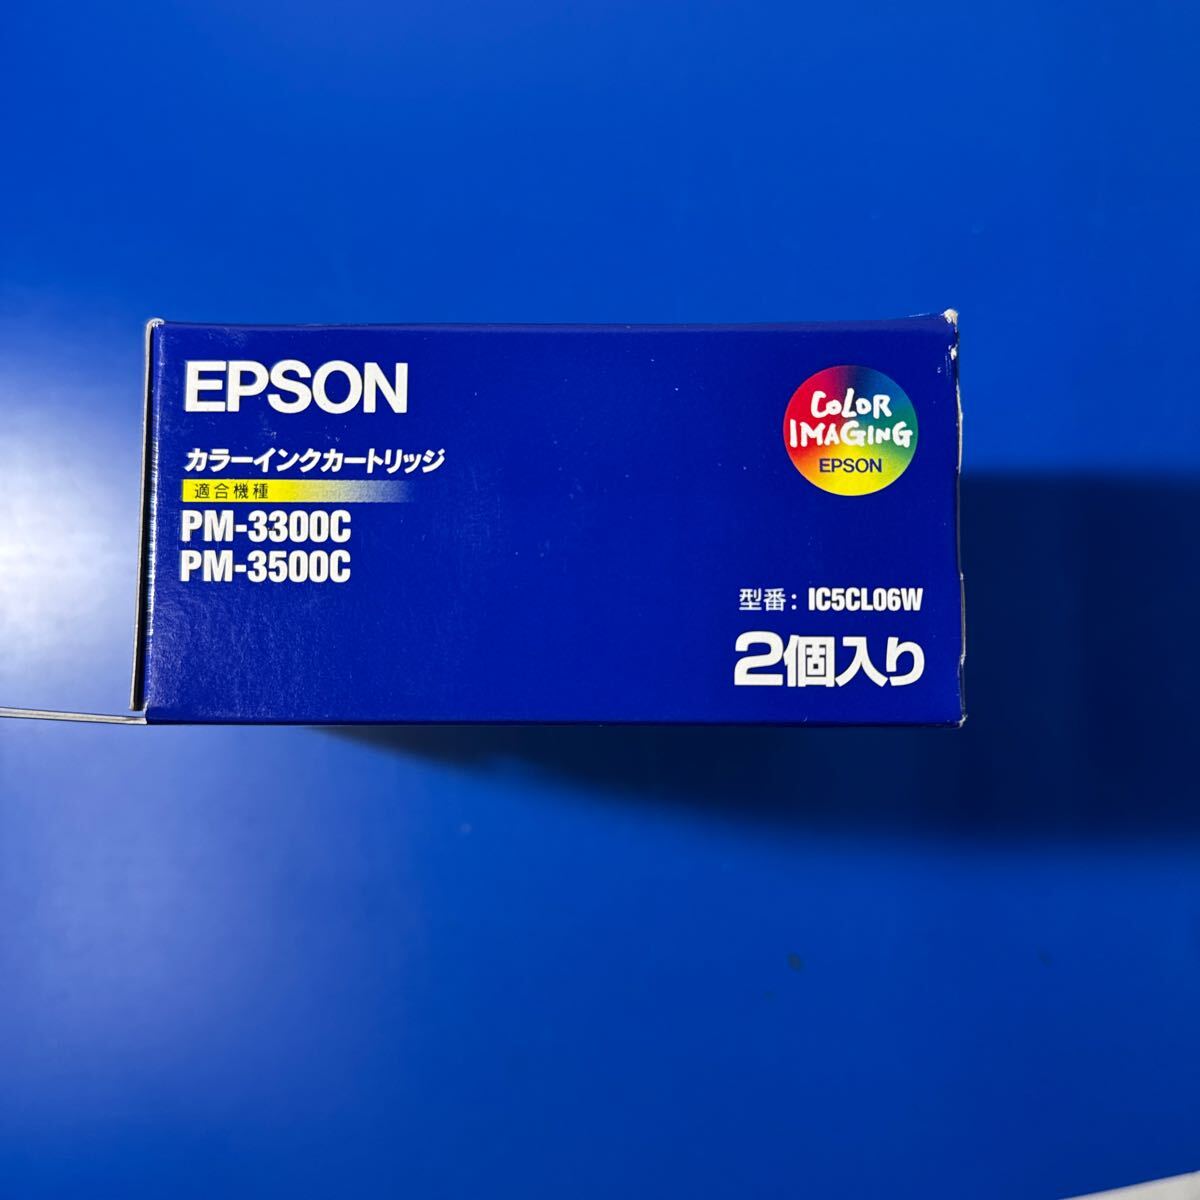 EPSON
カラーインクカートリッジ
適合機種
PM-3300C
PM-3500C
COLOR
IMAGING
EPSON
型番: IC5CL06W
2個入り